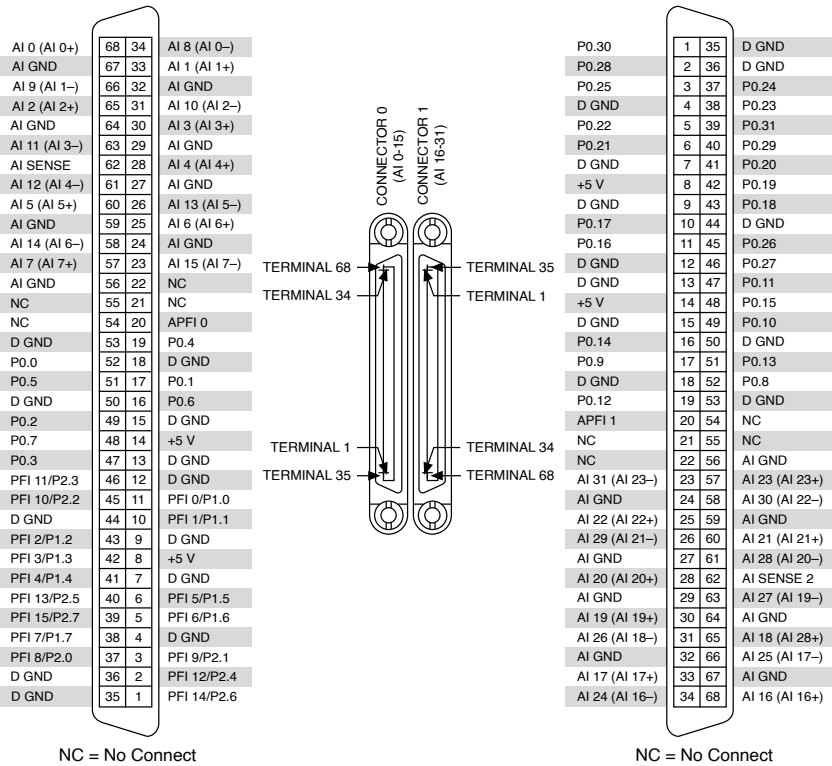 AI 0 (AI 0+) 68 34 AI 8 (AI 0–)
AI GND 67 33 AI 1 (AI 1+)
AI 9 (AI 1–) 66 32 AI GND
AI 2 (AI 2+) 65 31 AI 10 (AI 2–)
AI GND 64 30 AI 3 (AI 3+)
AI 11 (AI 3–) 63 29 AI GND
AI SENSE 62 28 AI 4 (AI 4+)
AI 12 (AI 4–) 61 27 AI GND
AI 5 (AI 5+) 60 26 AI 13 (AI 5–)
AI GND 59 25 AI 6 (AI 6+)
AI 14 (AI 6–) 58 24 AI GND
AI 7 (AI 7+) 57 23 AI 15 (AI 7–)
AI GND 56 22 NC
NC 55 21 NC
NC 54 20 APFI 0
D GND 53 19 P0.4
P0.0 52 18 D GND
P0.5 51 17 P0.1
D GND 50 16 P0.6
P0.2 49 15 D GND
P0.7 48 14 +5 V
P0.3 47 13 D GND
PFI 11/P2.3 46 12 D GND
PFI 10/P2.2 45 11 PFI 0/P1.0
D GND 44 10 PFI 1/P1.1
PFI 2/P1.2 43 9 D GND
PFI 3/P1.3 42 8 +5 V
PFI 4/P1.4 41 7 D GND
PFI 13/P2.5 40 6 PFI 5/P1.5
PFI 15/P2.7 39 5 PFI 6/P1.6
PFI 7/P1.7 38 4 D GND
PFI 8/P2.0 37 3 PFI 9/P2.1
D GND 36 2 PFI 12/P2.4
D GND 35 1 PFI 14/P2.6
NC = No Connect
CONNECTOR 0
(AI 0-15)
CONNECTOR 1
(AI 16-31)
TERMINAL 68
TERMINAL 34
TERMINAL 35
TERMINAL 1
TERMINAL 1
TERMINAL 35
TERMINAL 34
TERMINAL 68
P0.30 1 35 D GND
P0.28 2 36 D GND
P0.25 3 37 P0.24
D GND 4 38 P0.23
P0.22 5 39 P0.31
P0.21 6 40 P0.29
D GND 7 41 P0.20
+5 V 8 42 P0.19
D GND 9 43 P0.18
P0.17 10 44 D GND
P0.16 11 45 P0.26
D GND 12 46 P0.27
D GND 13 47 P0.11
+5 V 14 48 P0.15
D GND 15 49 P0.10
P0.14 16 50 D GND
P0.9 17 51 P0.13
D GND 18 52 P0.8
P0.12 19 53 D GND
APFI 1 20 54 NC
NC 21 55 NC
NC 22 56 AI GND
AI 31 (AI 23–) 23 57 AI 23 (AI 23+)
AI GND 24 58 AI 30 (AI 22–)
AI 22 (AI 22+) 25 59 AI GND
AI 29 (AI 21–) 26 60 AI 21 (AI 21+)
AI GND 27 61 AI 28 (AI 20–)
AI 20 (AI 20+) 28 62 AI SENSE 2
AI GND 29 63 AI 27 (AI 19–)
AI 19 (AI 19+) 30 64 AI GND
AI 26 (AI 18–) 31 65 AI 18 (AI 28+)
AI GND 32 66 AI 25 (AI 17–)
AI 17 (AI 17+) 33 67 AI GND
AI 24 (AI 16–) 34 68 AI 16 (AI 16+)
NC = No Connect